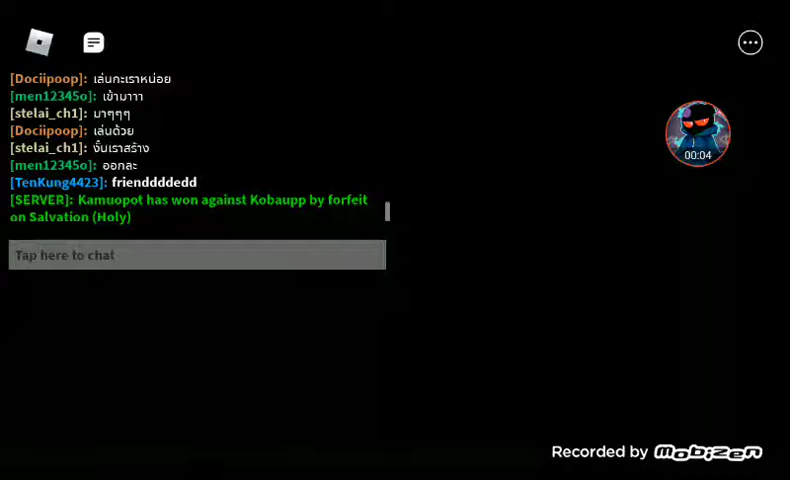 [Dociipoop]: เล่นกะเราหน่อย
[men12345o]: เข้ามาาา
[stelai_ch1]: มาๆๆๆ
[Dociipoop]: เล่นด้วย
[stelai_ch1]: งั้นเราสร้าง
[men12345o]: ออกละ
[TenKung4423]: frienddddedd
[SERVER]: Kamuopot has won against Kobaupp by forfeit
on Salvation (Holy)
00:04
Tap here to chat
Recorded by Mobizen